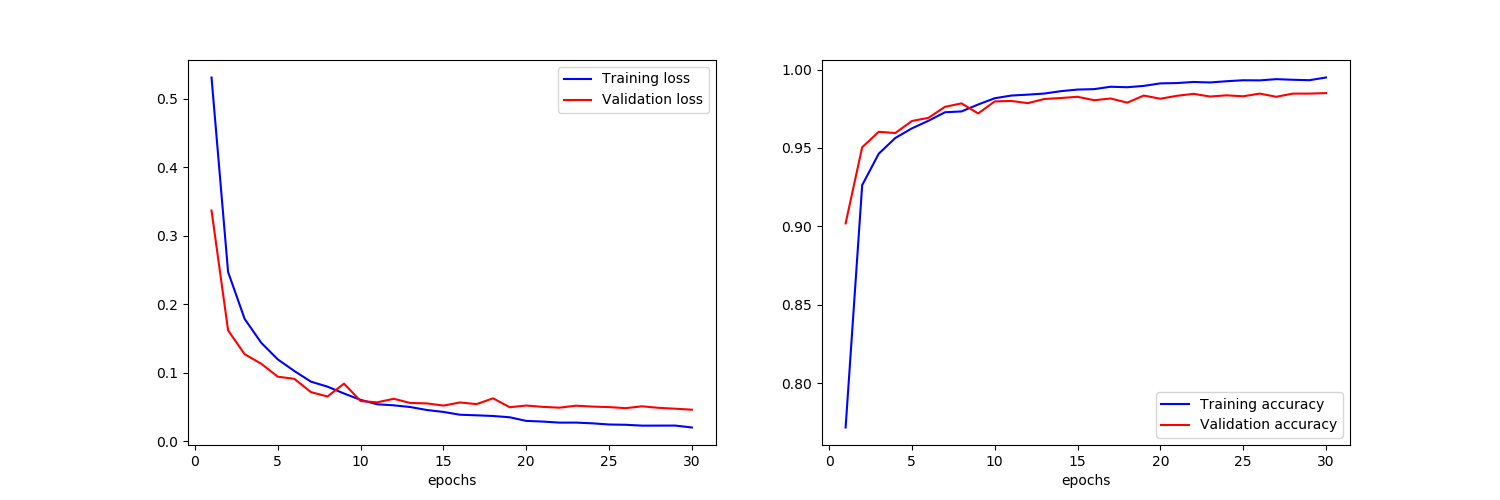 0.5
0.4
0.3
0.2
0.1
0.0
0 5 10 15 20 25 30
epochs
Training loss
Validation loss
1.00
0.95
0.90
0.85
0.80
0 5 10 15 20 25 30
epochs
Training accuracy
Validation accuracy